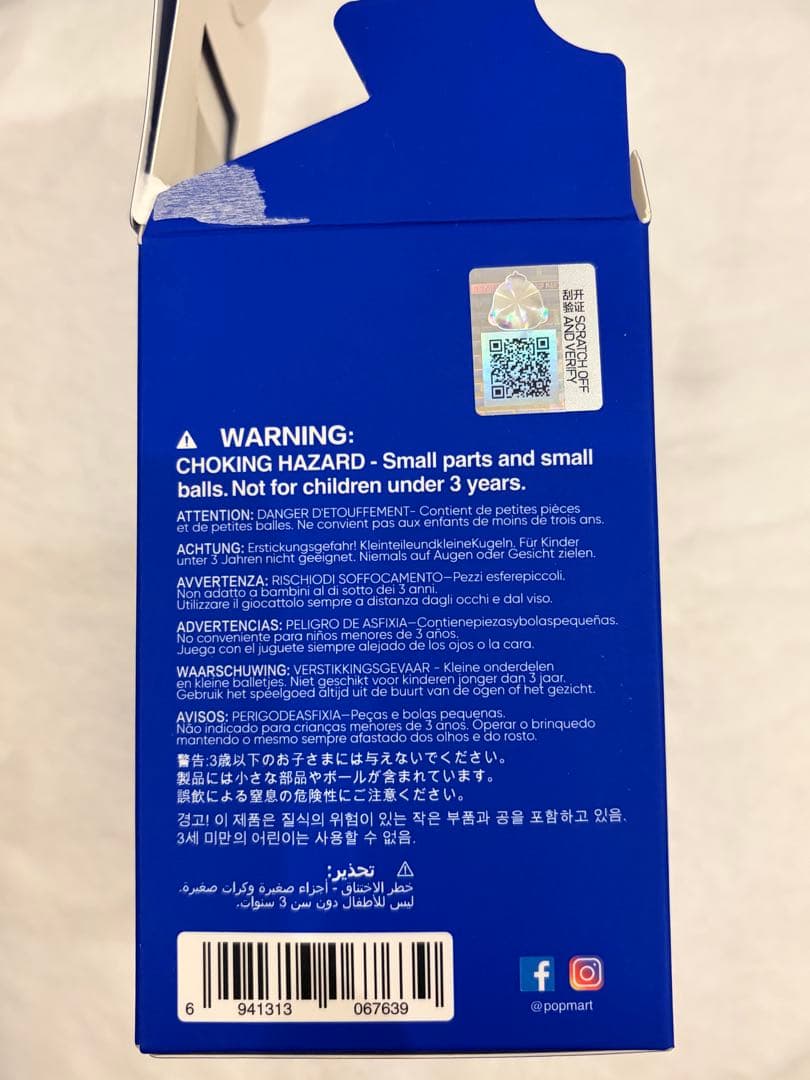 升证 SCRATCH OFF
刮验 AND VERIFY
WARNING:
CHOKING HAZARD - Small parts and small
balls. Not for children under 3 years.
ATTENTION: DANGER D'ETOUFFEMENT- Contient de petites pièces
et de petites balles. Ne convient pas aux enfants de moins de trois ans.
ACHTUNG: Erstickungsgefahr! KleinteileundkleineKugeln. Für Kinder
unter 3 Jahren nicht geeignet. Niemals auf Augen oder Gesicht zielen.
AVVERTENZA: RISCHIODI SOFFOCAMENTO—Pezzi esferepiccoli.
Non adatto a bambini al di sotto dei 3 anni.
Utilizzare il giocattolo sempre a distanza dagli occhi e dal viso.
ADVERTENCIAS: PELIGRO DE ASFIXIA—Contienepiezasybolaspequeñas.
No conveniente para niños menores de 3 años.
Juega con el juguete siempre alejado de los ojos o la cara.
WAARSCHUWING: VERSTIKKINGSGEVAAR - Kleine onderdelen
en kleine balletjes. Niet geschikt voor kinderen jonger dan 3 jaar.
Gebruik het speelgoed altijd uit de buurt van de ogen of het gezicht.
AVISOS: PERIGODEASFIXIA—Peças e bolas pequenas.
Não indicado para crianças menores de 3 anos. Operar o brinquedo
mantendo o mesmo sempre afastado dos olhos e do rosto.
警告:3歳以下のお子さまには与えないでください。
製品には小さな部品やボールが含まれています。
誤飲による窒息の危険性にご注意ください。
경고! 이 제품은 질식의 위험이 있는 작은 부품과 공을 포함하고 있음.
3세 미만의 어린이는 사용할 수 없음.
تحذير:
خطر الاختناق - أجزاء صغيرة وكرات صغيرة.
ليس للأطفال دون سن 3 سنوات.
6 941313 067639
@popmart